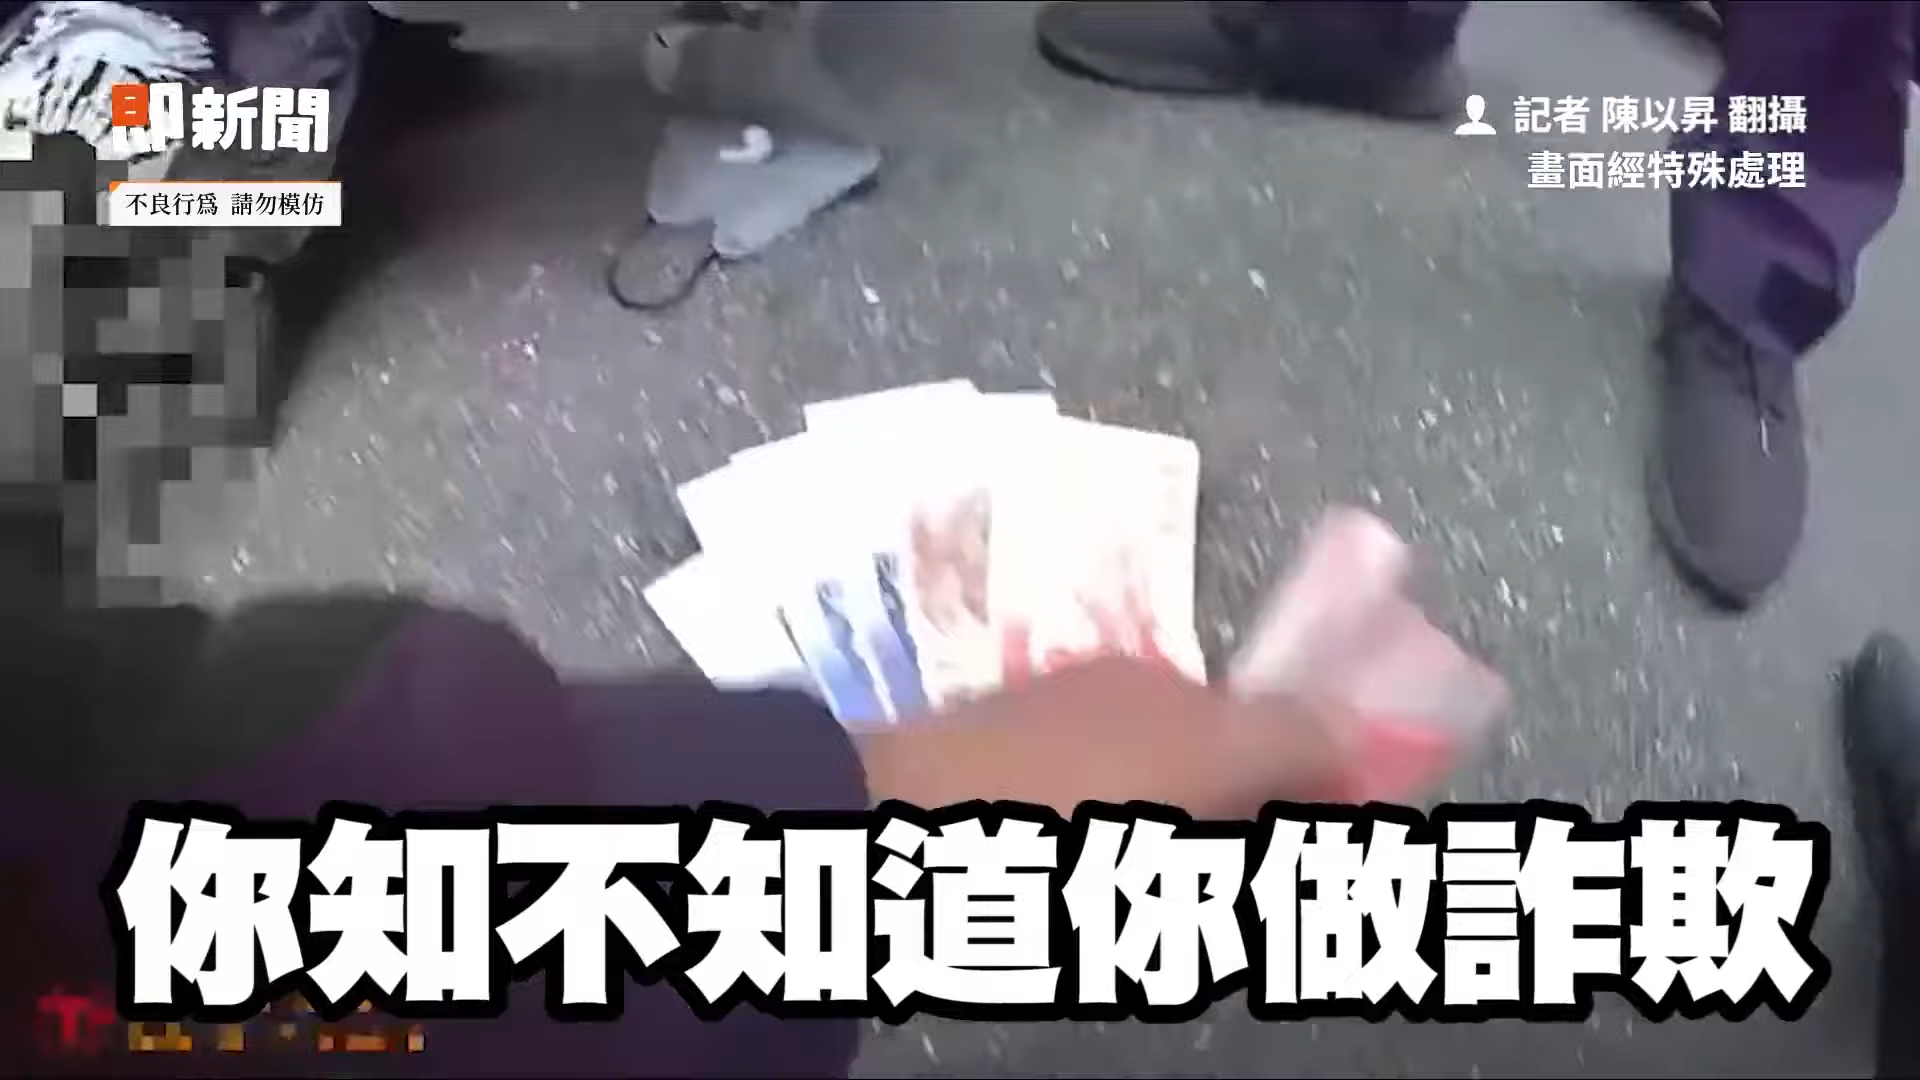 即新聞
不良行為 請勿模仿
記者 陳以昇 翻攝
畫面經特殊處理
你知不知道你做詐欺